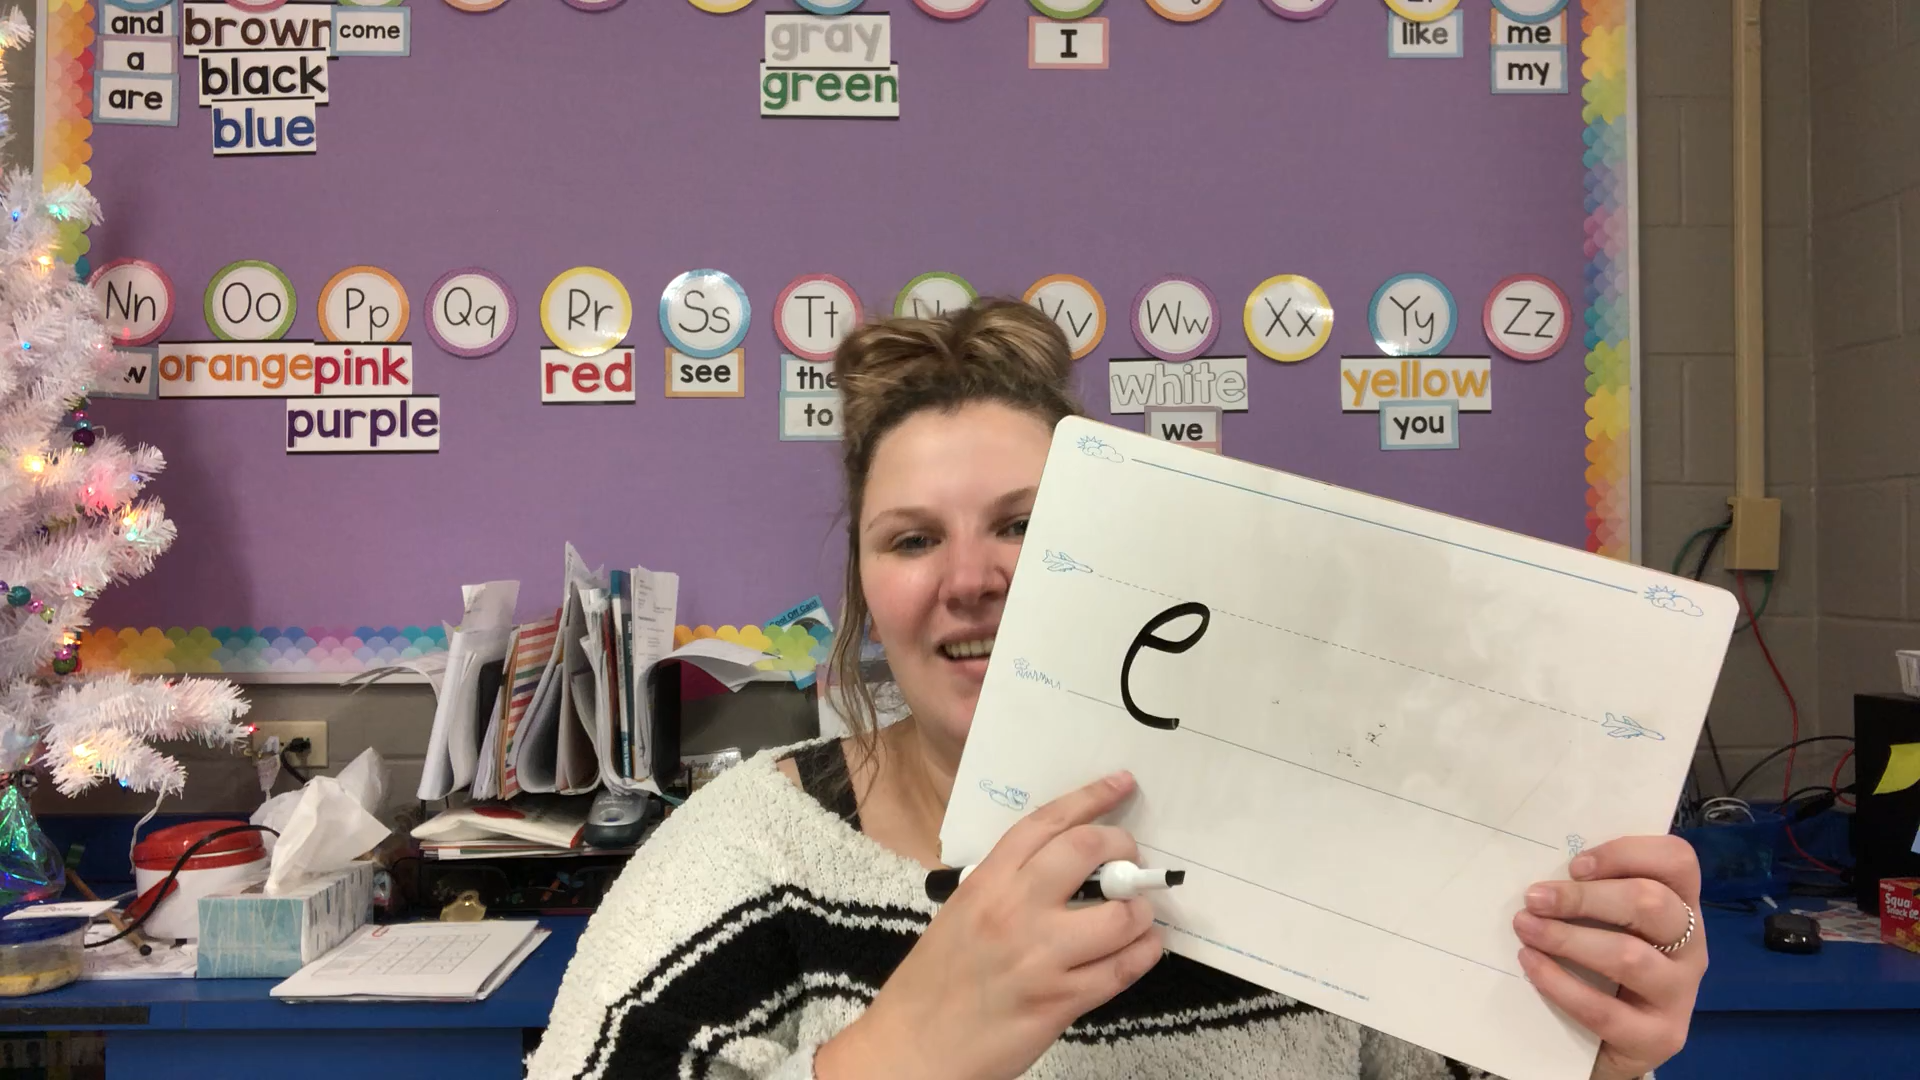 and brown come gray I like me
a black green my
are blue
Nn Oo Pp Qq Rr Ss Tt Vv Ww Xx Yy Zz
orange pink red see the white yellow
purple to we you
e